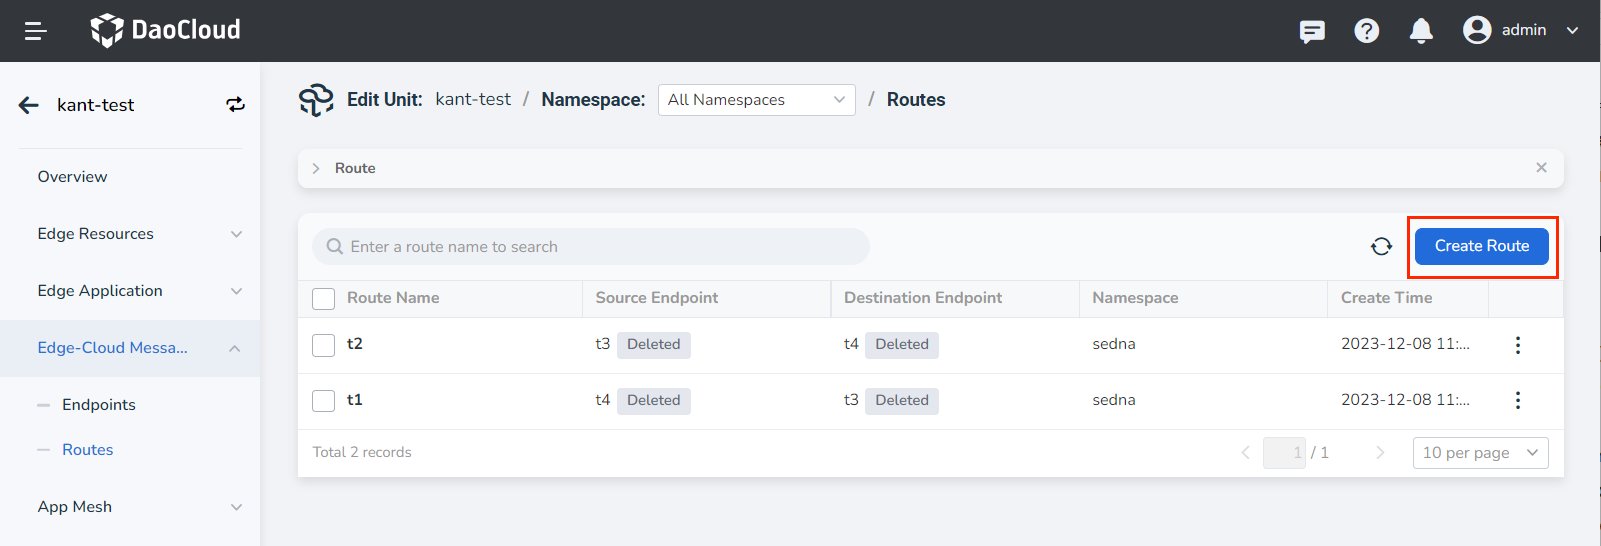 DaoCloud
admin
kant-test
Overview
Edge Resources
Edge Application
Edge-Cloud Messa...
Endpoints
Routes
App Mesh
Edit Unit: kant-test / Namespace: All Namespaces / Routes
Route
Enter a route name to search
Create Route
Route Name Source Endpoint Destination Endpoint Namespace Create Time
t2 t3 Deleted t4 Deleted sedna 2023-12-08 11:...
t1 t4 Deleted t3 Deleted sedna 2023-12-08 11:...
Total 2 records 1 / 1 10 per page